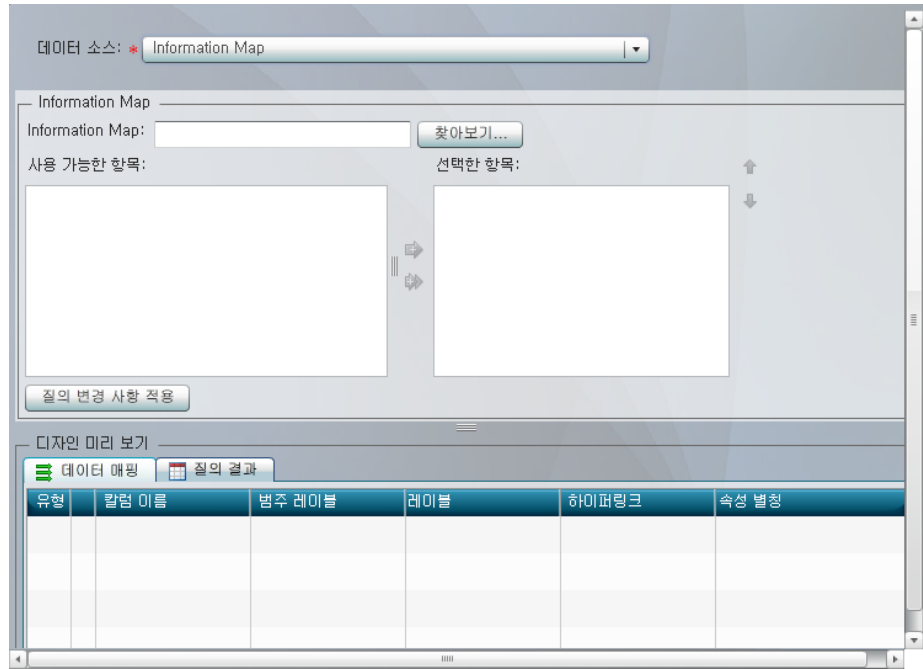 데이터 소스: * Information Map
Information Map
Information Map: 찾아보기...
사용 가능한 항목: 선택한 항목:
질의 변경 사항 적용
디자인 미리 보기
데이터 매핑 질의 결과
유형 칼럼 이름 범주 레이블 레이블 하이퍼링크 속성 별칭